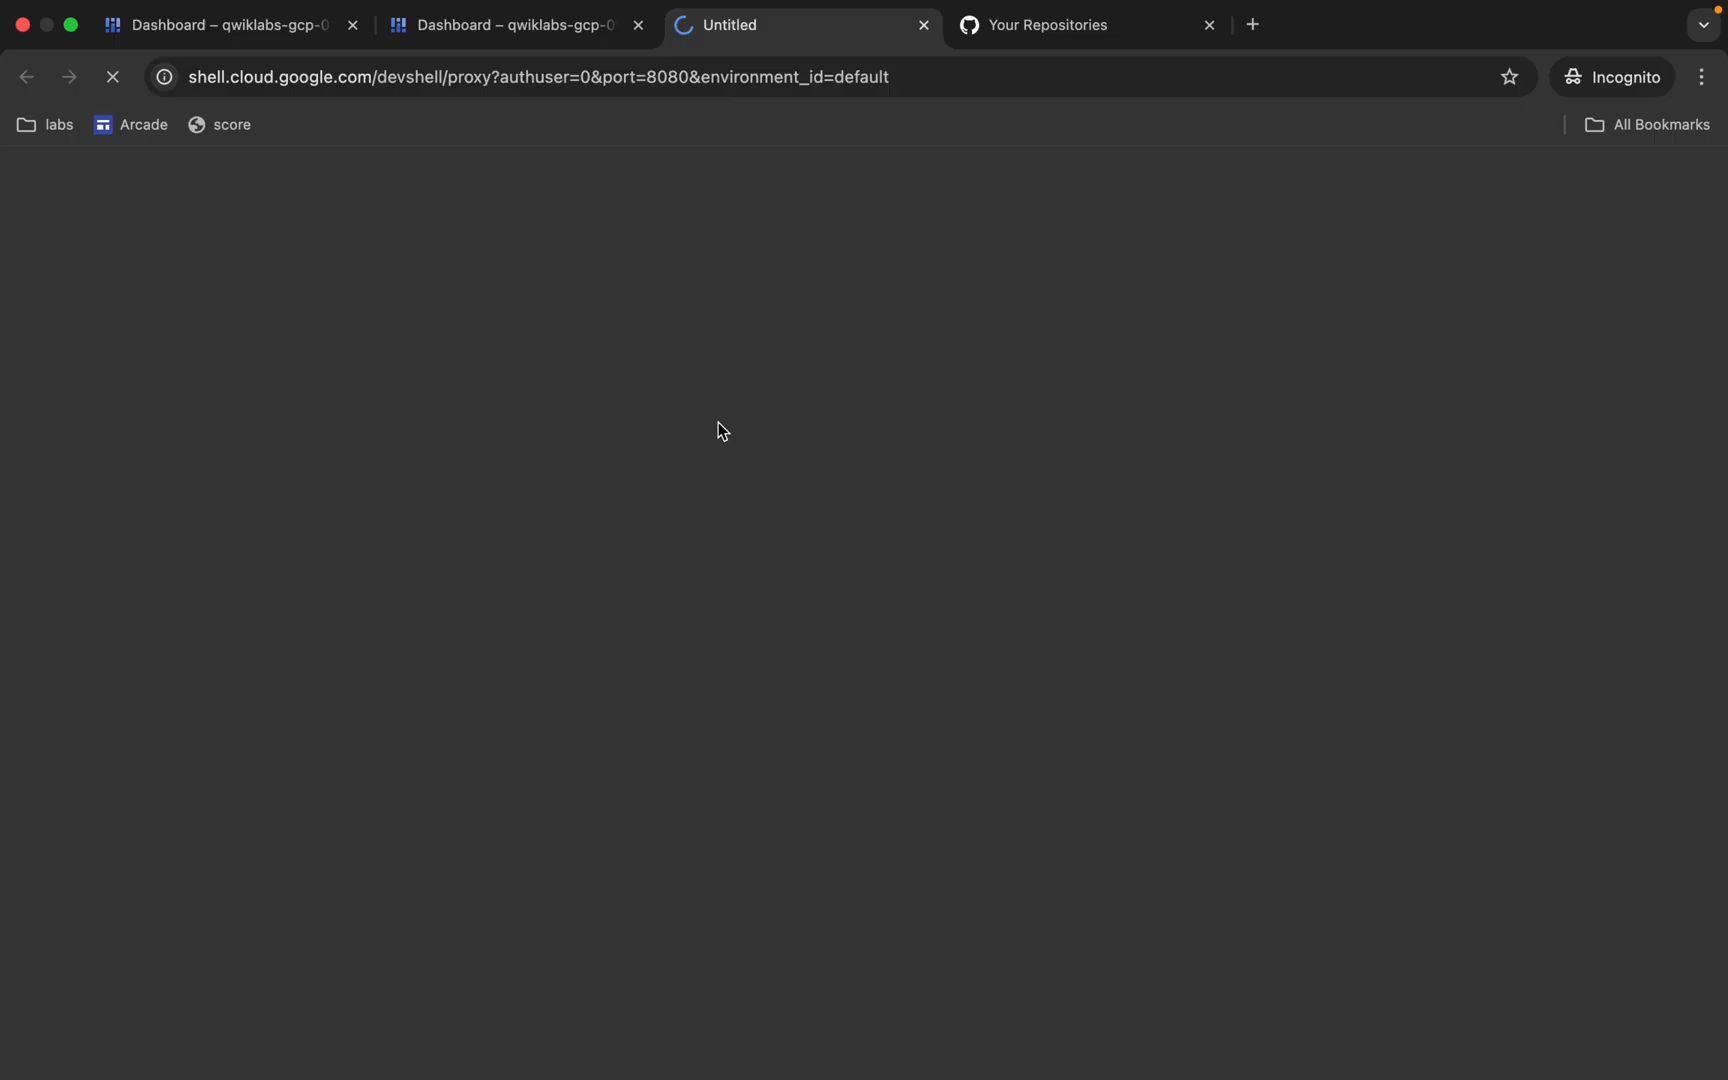 Dashboard – qwiklabs-gcp-0
Dashboard – qwiklabs-gcp-0
Untitled
Your Repositories
shell.cloud.google.com/devshell/proxy?authuser=0&port=8080&environment_id=default
Incognito
labs
Arcade
score
All Bookmarks